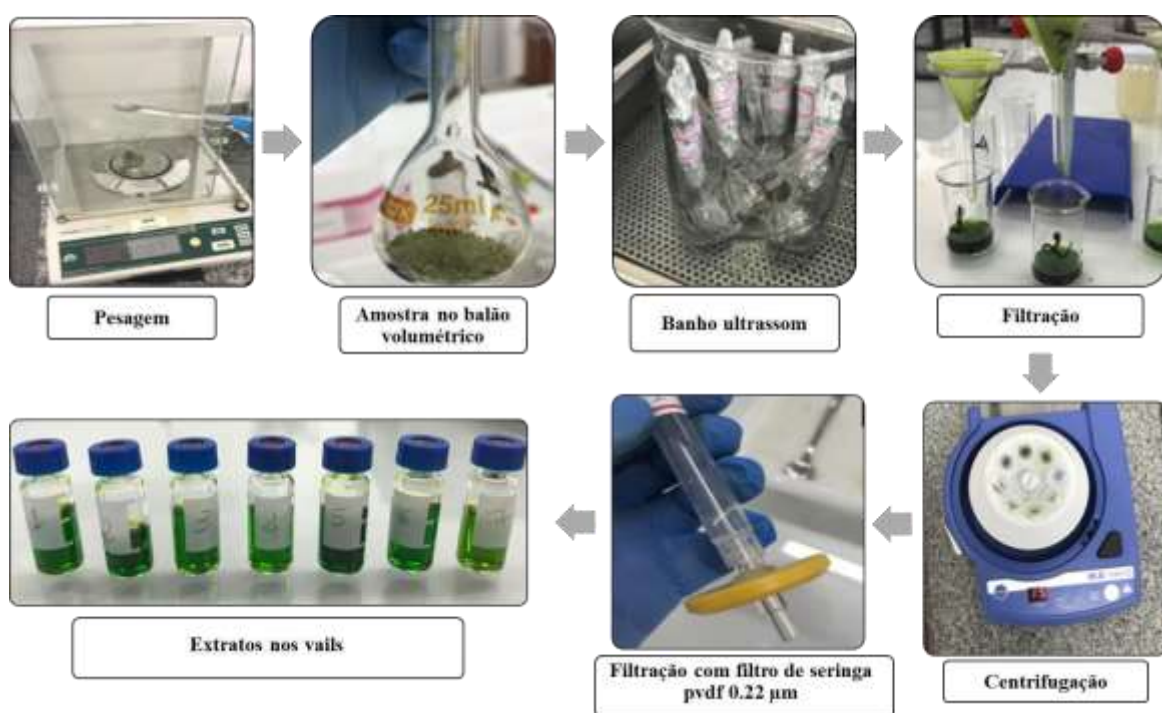 25ml
Pesagem
Amostra no balão
volumétrico
Banho ultrassom
Filtração
Extratos nos vails
Filtração com filtro de seringa
pvdf 0.22 µm
Centrifugação